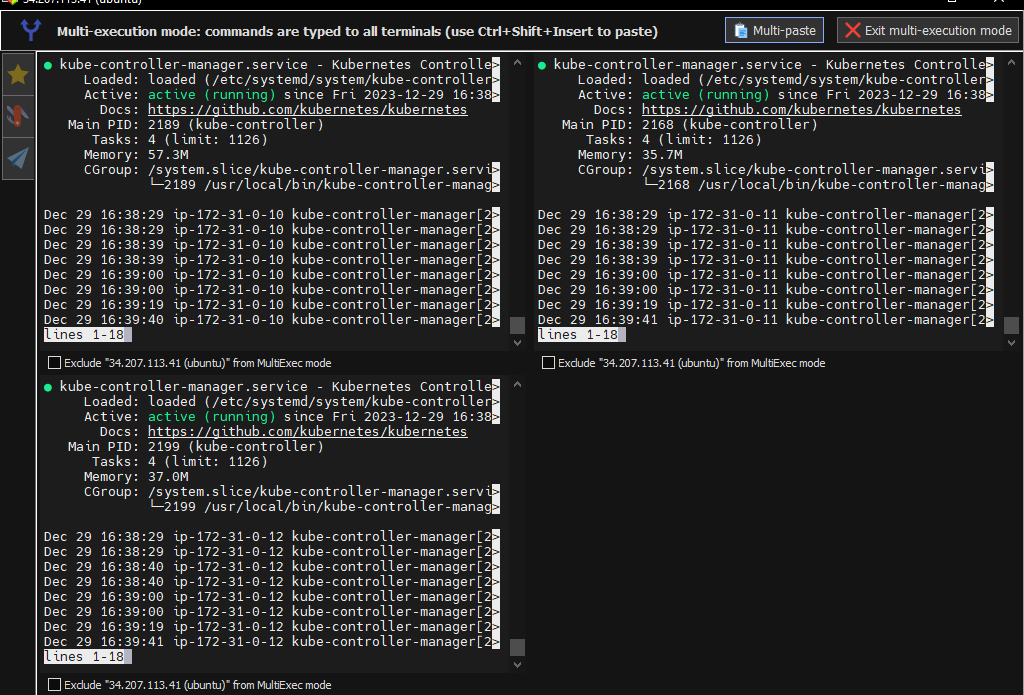 34.207.113.41 (ubuntu)
Multi-execution mode: commands are typed to all terminals (use Ctrl+Shift+Insert to paste)
Multi-paste
Exit multi-execution mode
● kube-controller-manager.service - Kubernetes Controlle>
Loaded: loaded (/etc/systemd/system/kube-controller>
Active: active (running) since Fri 2023-12-29 16:38>
Docs: https://github.com/kubernetes/kubernetes
Main PID: 2189 (kube-controller)
Tasks: 4 (limit: 1126)
Memory: 57.3M
CGroup: /system.slice/kube-controller-manager.servi>
└─2189 /usr/local/bin/kube-controller-manag>
Dec 29 16:38:29 ip-172-31-0-10 kube-controller-manager[2>
Dec 29 16:38:29 ip-172-31-0-10 kube-controller-manager[2>
Dec 29 16:38:39 ip-172-31-0-10 kube-controller-manager[2>
Dec 29 16:38:39 ip-172-31-0-10 kube-controller-manager[2>
Dec 29 16:39:00 ip-172-31-0-10 kube-controller-manager[2>
Dec 29 16:39:00 ip-172-31-0-10 kube-controller-manager[2>
Dec 29 16:39:19 ip-172-31-0-10 kube-controller-manager[2>
Dec 29 16:39:40 ip-172-31-0-10 kube-controller-manager[2>
lines 1-18
Exclude "34.207.113.41 (ubuntu)" from MultiExec mode
● kube-controller-manager.service - Kubernetes Controlle>
Loaded: loaded (/etc/systemd/system/kube-controller>
Active: active (running) since Fri 2023-12-29 16:38>
Docs: https://github.com/kubernetes/kubernetes
Main PID: 2168 (kube-controller)
Tasks: 4 (limit: 1126)
Memory: 35.7M
CGroup: /system.slice/kube-controller-manager.servi>
└─2168 /usr/local/bin/kube-controller-manag>
Dec 29 16:38:29 ip-172-31-0-11 kube-controller-manager[2>
Dec 29 16:38:29 ip-172-31-0-11 kube-controller-manager[2>
Dec 29 16:38:39 ip-172-31-0-11 kube-controller-manager[2>
Dec 29 16:38:39 ip-172-31-0-11 kube-controller-manager[2>
Dec 29 16:39:00 ip-172-31-0-11 kube-controller-manager[2>
Dec 29 16:39:00 ip-172-31-0-11 kube-controller-manager[2>
Dec 29 16:39:19 ip-172-31-0-11 kube-controller-manager[2>
Dec 29 16:39:41 ip-172-31-0-11 kube-controller-manager[2>
lines 1-18
Exclude "34.207.113.41 (ubuntu)" from MultiExec mode
● kube-controller-manager.service - Kubernetes Controlle>
Loaded: loaded (/etc/systemd/system/kube-controller>
Active: active (running) since Fri 2023-12-29 16:38>
Docs: https://github.com/kubernetes/kubernetes
Main PID: 2199 (kube-controller)
Tasks: 4 (limit: 1126)
Memory: 37.0M
CGroup: /system.slice/kube-controller-manager.servi>
└─2199 /usr/local/bin/kube-controller-manag>
Dec 29 16:38:29 ip-172-31-0-12 kube-controller-manager[2>
Dec 29 16:38:29 ip-172-31-0-12 kube-controller-manager[2>
Dec 29 16:38:40 ip-172-31-0-12 kube-controller-manager[2>
Dec 29 16:38:40 ip-172-31-0-12 kube-controller-manager[2>
Dec 29 16:39:00 ip-172-31-0-12 kube-controller-manager[2>
Dec 29 16:39:00 ip-172-31-0-12 kube-controller-manager[2>
Dec 29 16:39:19 ip-172-31-0-12 kube-controller-manager[2>
Dec 29 16:39:41 ip-172-31-0-12 kube-controller-manager[2>
lines 1-18
Exclude "34.207.113.41 (ubuntu)" from MultiExec mode